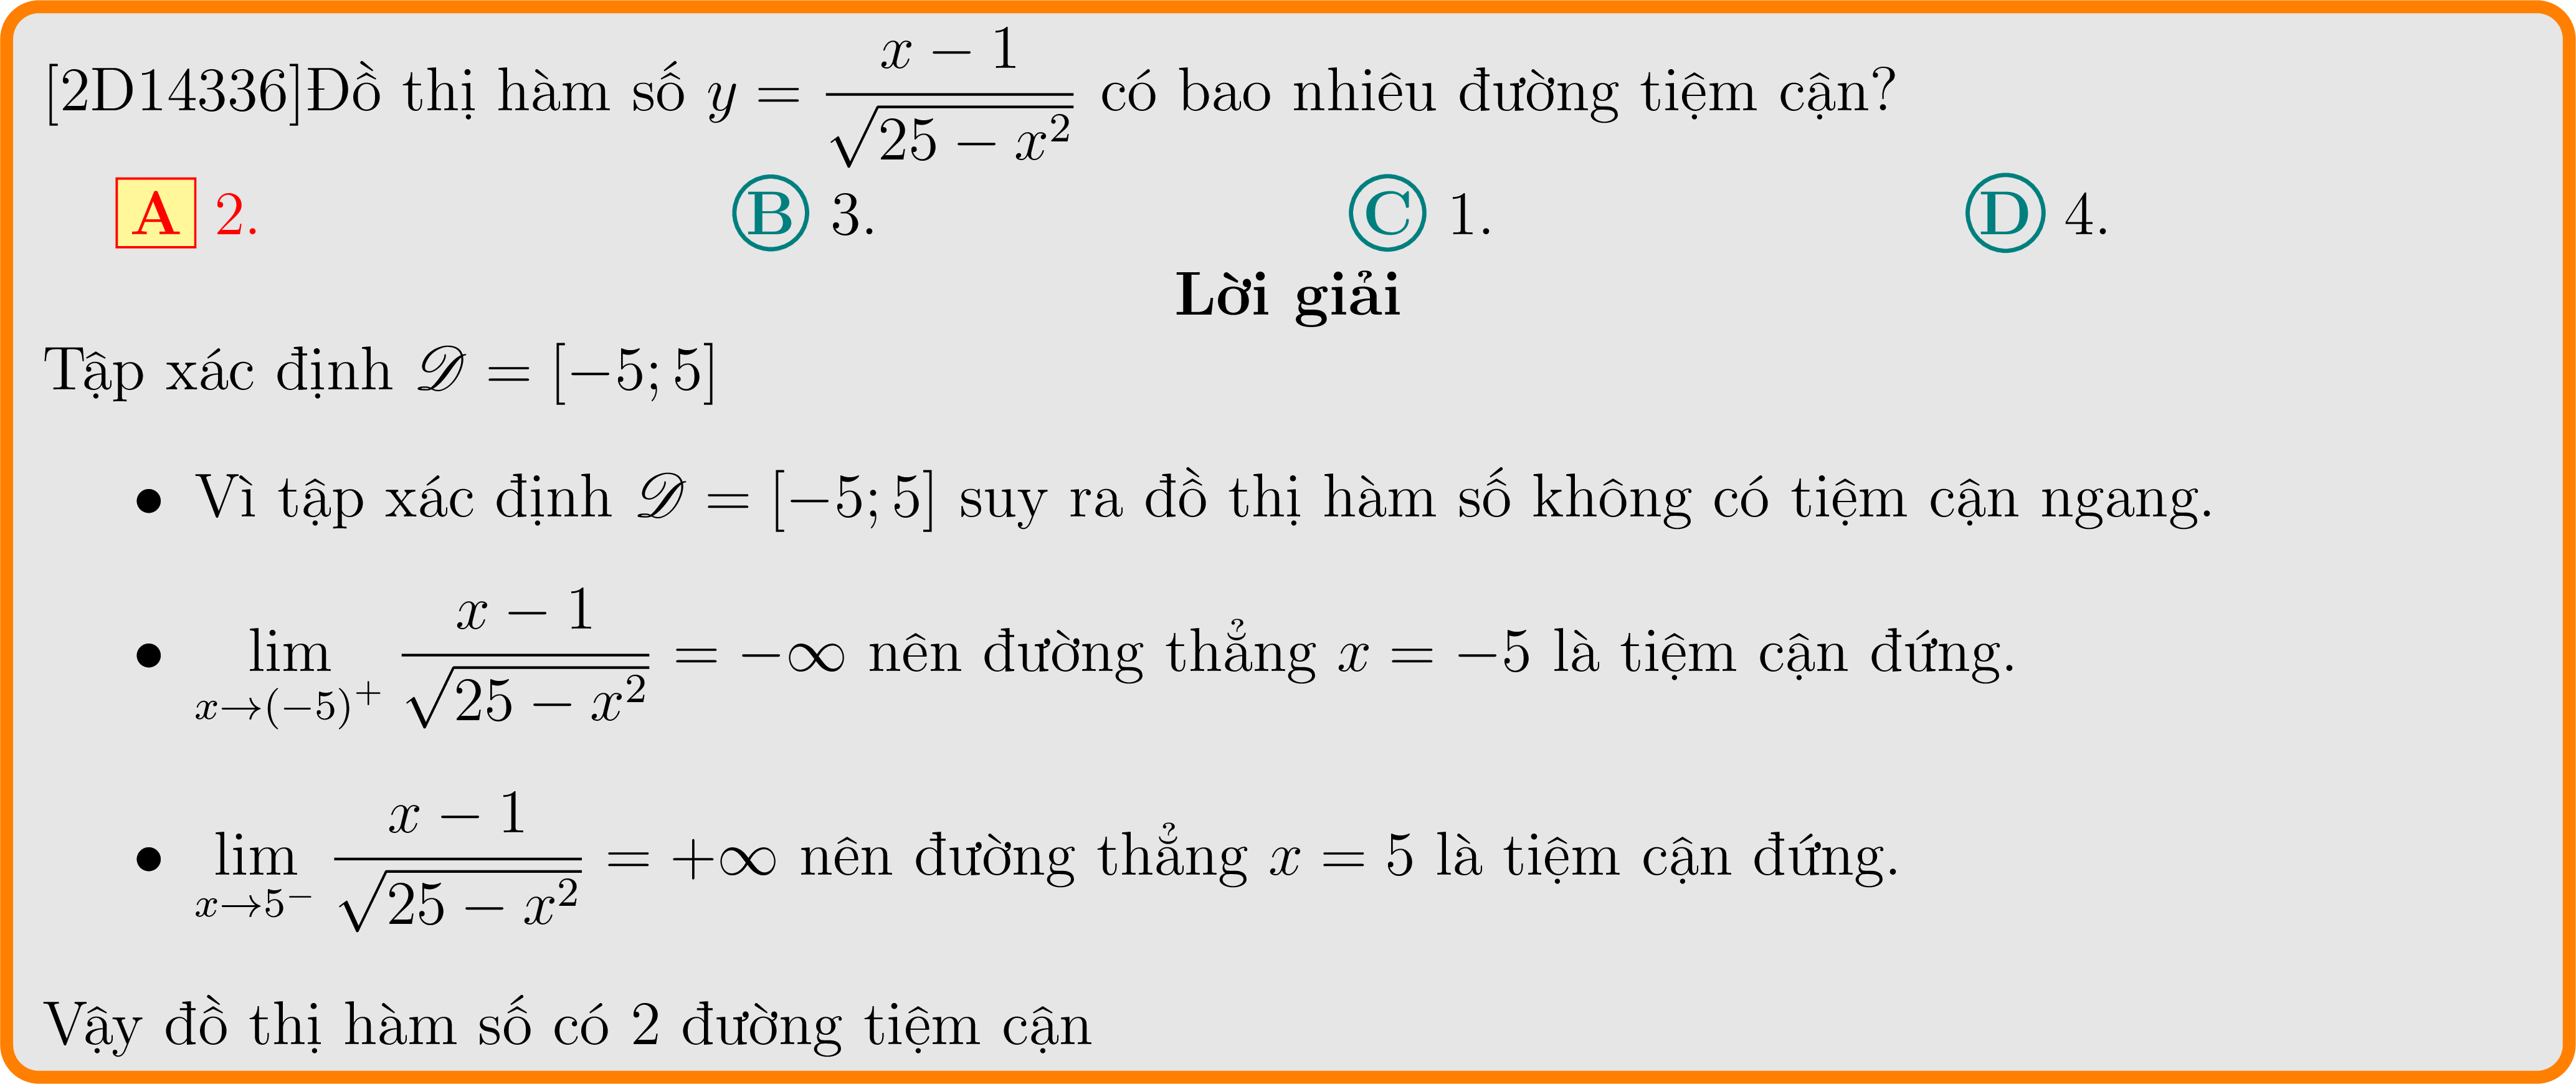 [2D14336]Đồ thị hàm số $y = \dfrac{x-1}{\sqrt{25-x^2}}$ có bao nhiêu đường tiệm cận?
A 2. B 3. C 1. D 4.
Lời giải
Tập xác định $\mathscr{D} = [-5; 5]$
• Vì tập xác định $\mathscr{D} = [-5; 5]$ suy ra đồ thị hàm số không có tiệm cận ngang.
• $\lim\limits_{x \to (-5)^+} \dfrac{x-1}{\sqrt{25-x^2}} = -\infty$ nên đường thẳng $x = -5$ là tiệm cận đứng.
• $\lim\limits_{x \to 5^-} \dfrac{x-1}{\sqrt{25-x^2}} = +\infty$ nên đường thẳng $x = 5$ là tiệm cận đứng.
Vậy đồ thị hàm số có 2 đường tiệm cận